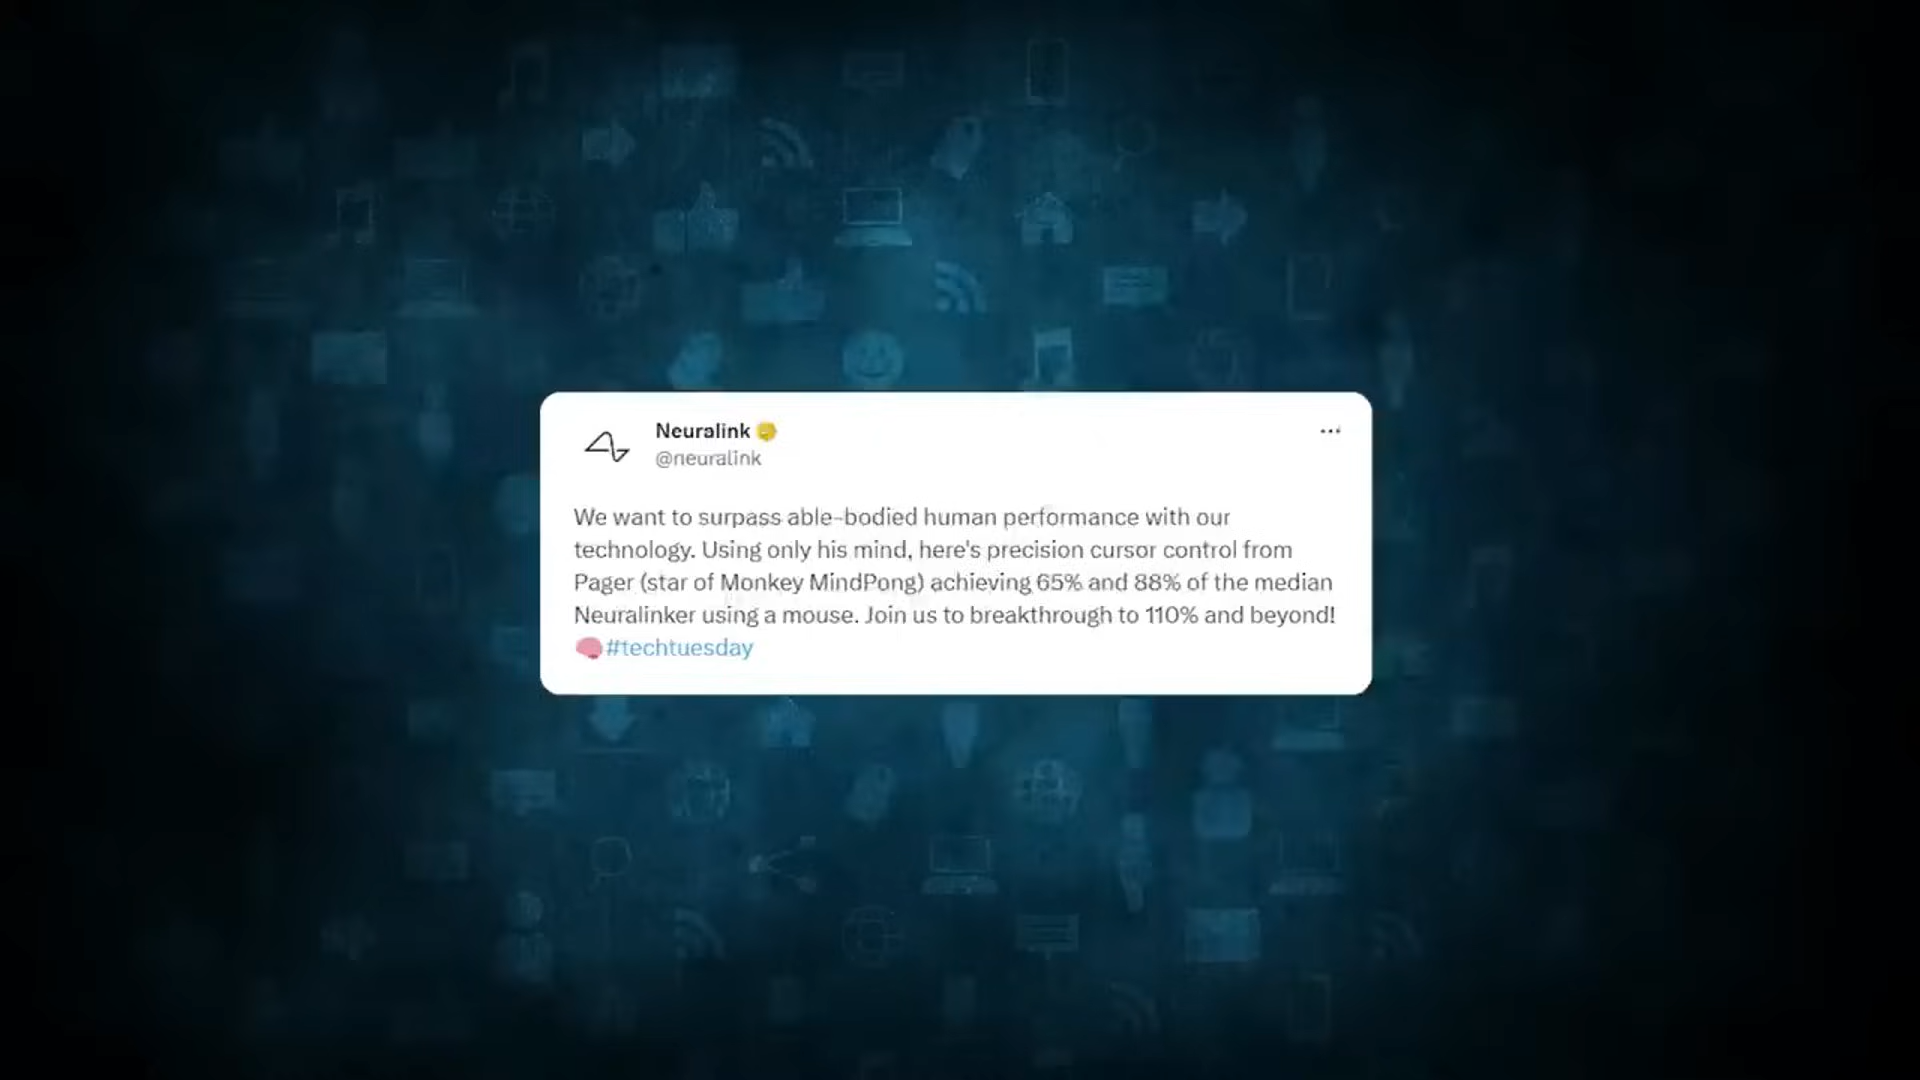 Neuralink
@neuralink
We want to surpass able-bodied human performance with our
technology. Using only his mind, here's precision cursor control from
Pager (star of Monkey MindPong) achieving 65% and 88% of the median
Neuralinker using a mouse. Join us to breakthrough to 110% and beyond!
🧠#techtuesday